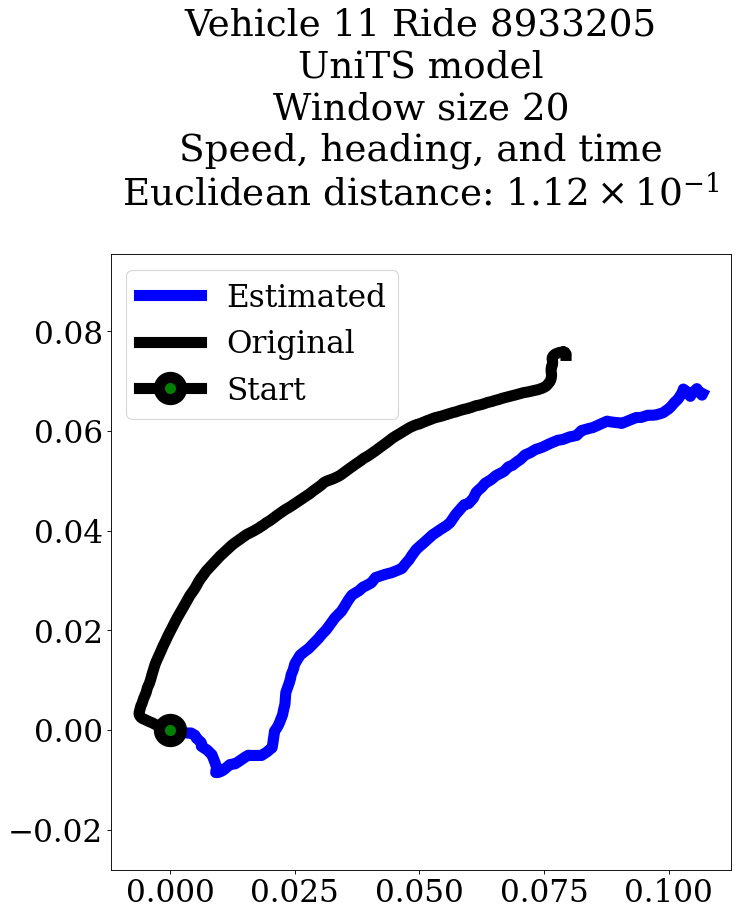 Vehicle 11 Ride 8933205
UniTS model
Window size 20
Speed, heading, and time
Euclidean distance: 1.12 × 10⁻¹
Estimated
Original
Start
0.08
0.06
0.04
0.02
0.00
−0.02
0.000 0.025 0.050 0.075 0.100